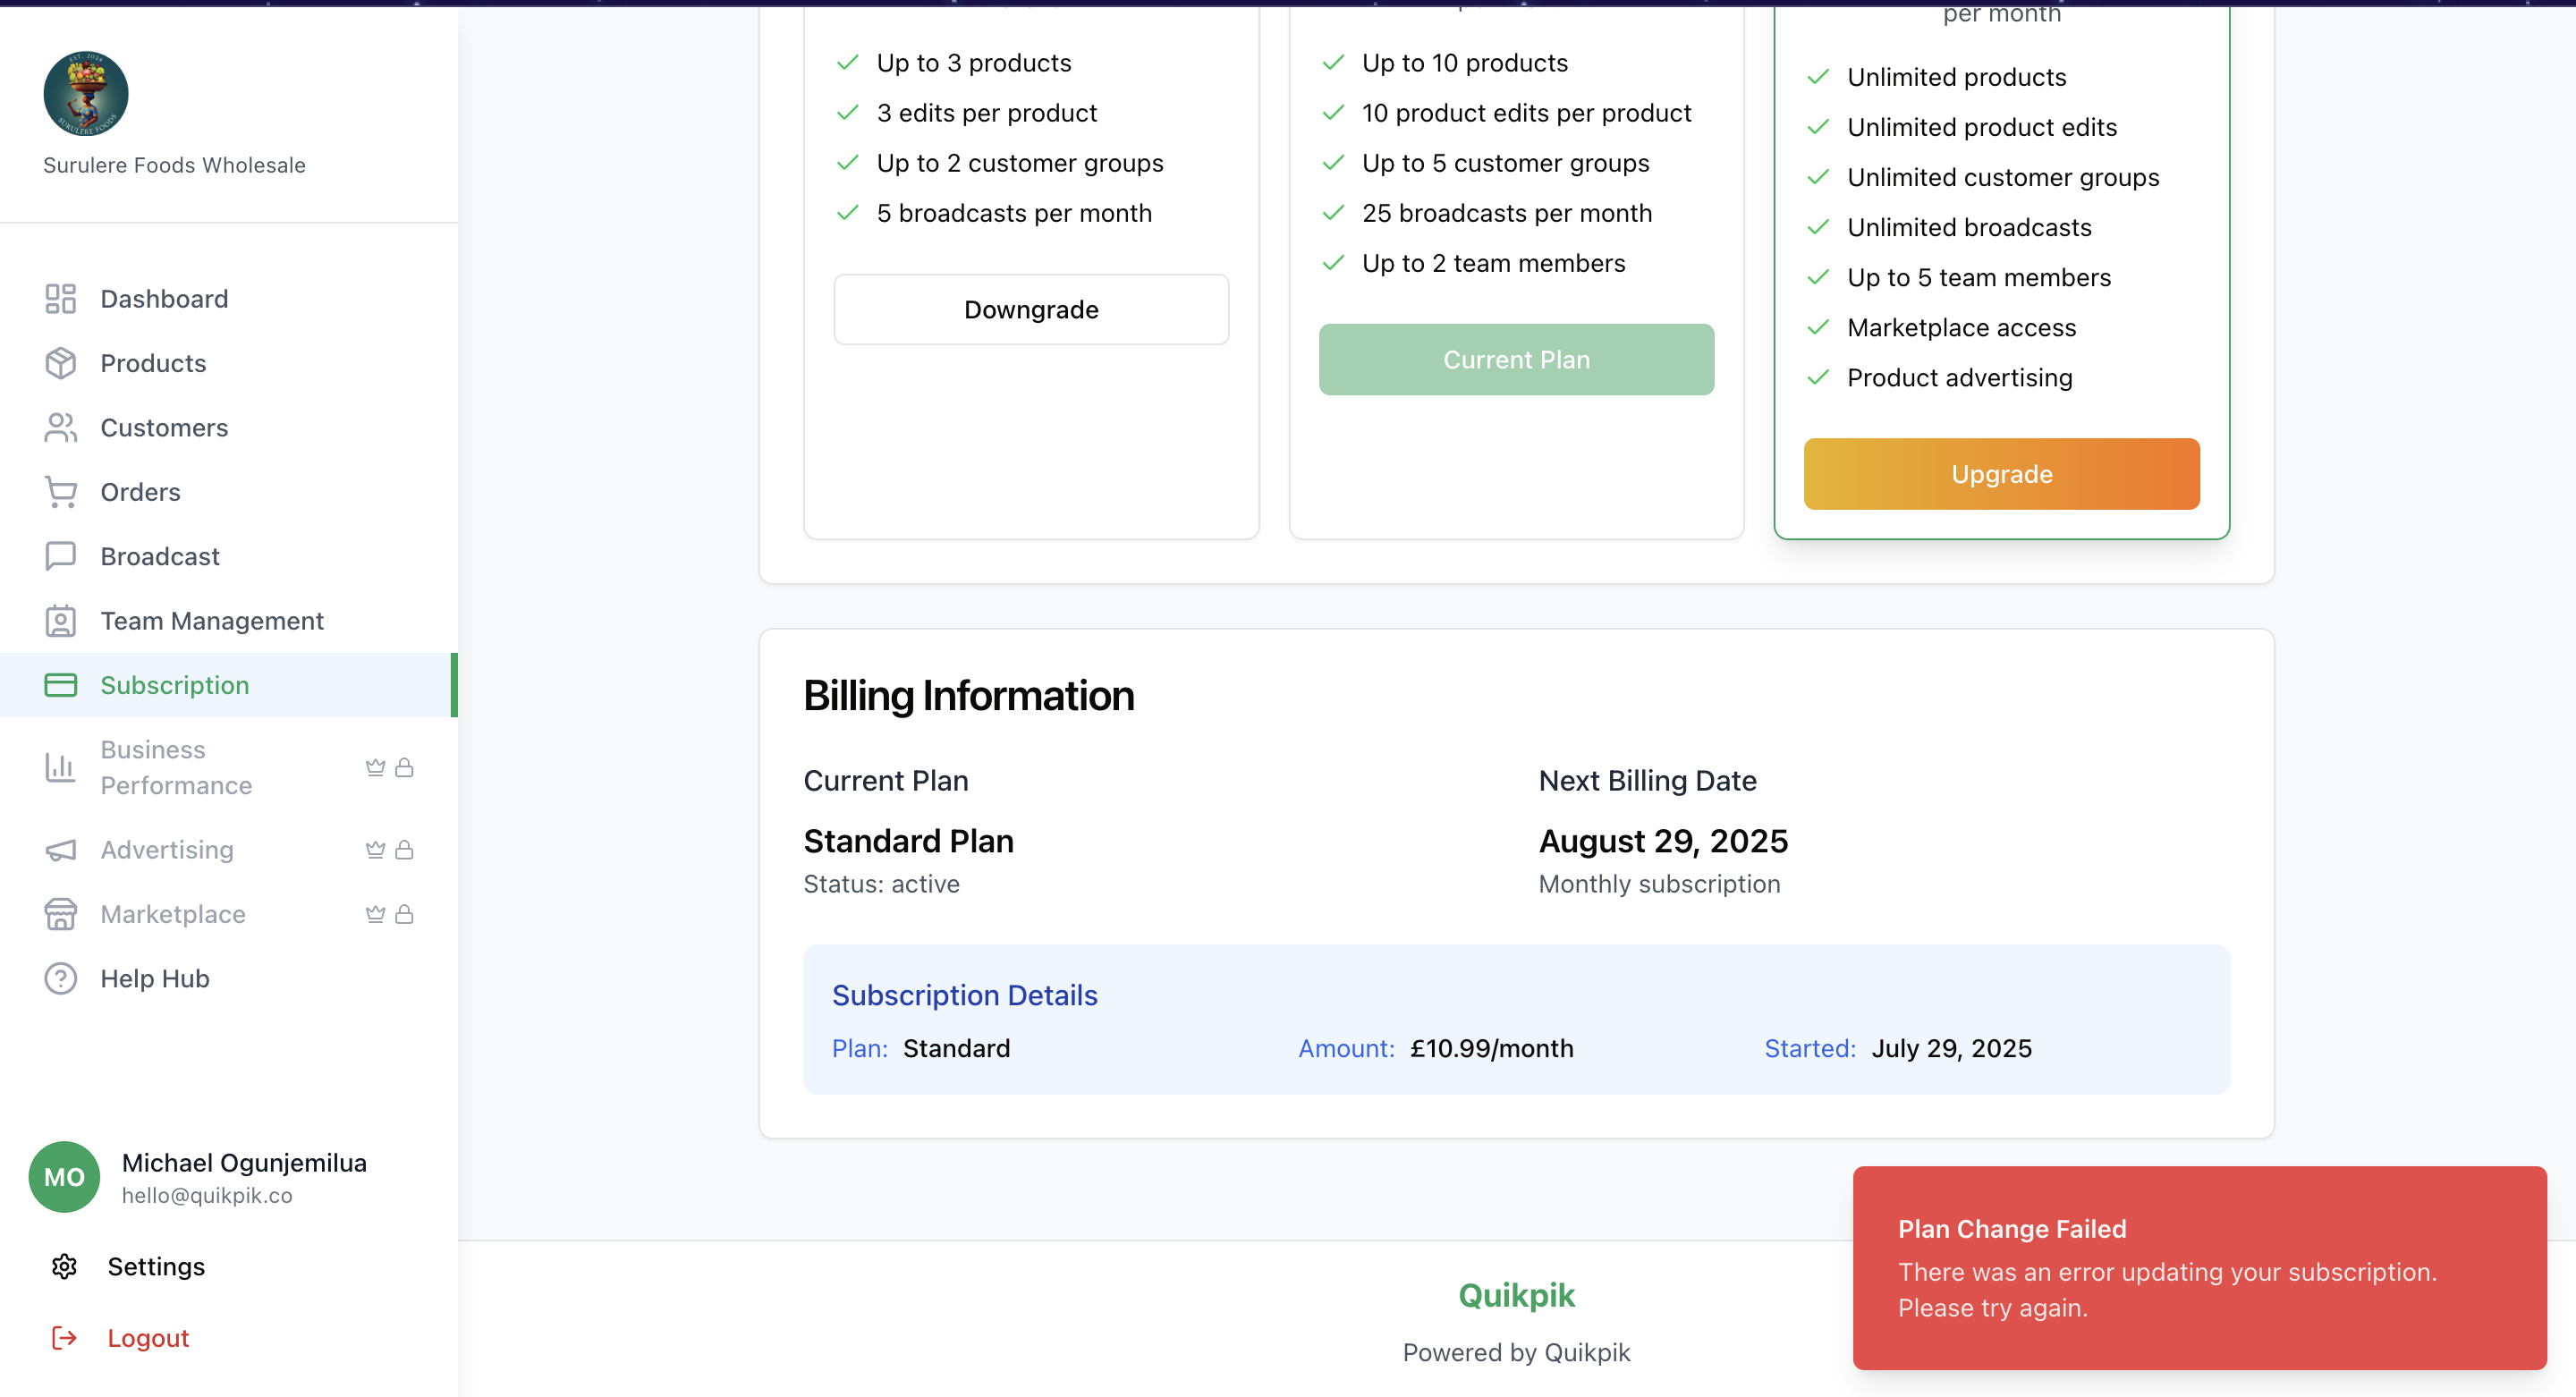 EST. 2024
SURULERE FOODS
Surulere Foods Wholesale
Dashboard
Products
Customers
Orders
Broadcast
Team Management
Subscription
Business
Performance
Advertising
Marketplace
Help Hub
MO
Michael Ogunjemilua
hello@quikpik.co
Settings
Logout
Up to 3 products
3 edits per product
Up to 2 customer groups
5 broadcasts per month
Downgrade
Up to 10 products
10 product edits per product
Up to 5 customer groups
25 broadcasts per month
Up to 2 team members
Current Plan
per month
Unlimited products
Unlimited product edits
Unlimited customer groups
Unlimited broadcasts
Up to 5 team members
Marketplace access
Product advertising
Upgrade
Billing Information
Current Plan
Standard Plan
Status: active
Next Billing Date
August 29, 2025
Monthly subscription
Subscription Details
Plan: Standard
Amount: £10.99/month
Started: July 29, 2025
Quikpik
Powered by Quikpik
Plan Change Failed
There was an error updating your subscription.
Please try again.